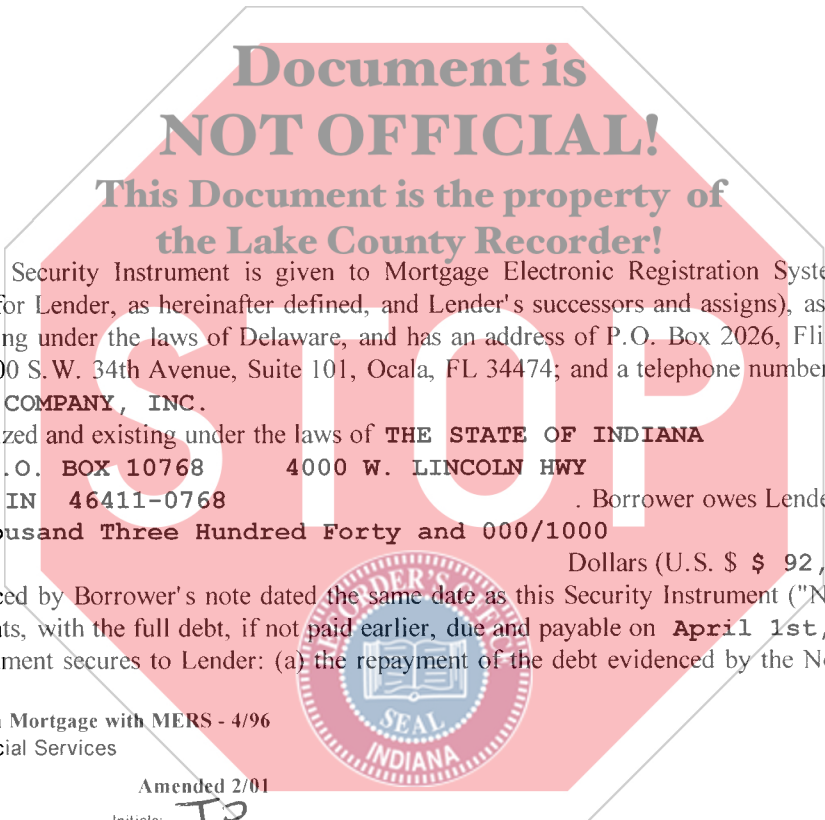 Document is
NOT OFFICIAL!
This Document is the property of
the Lake County Recorder!
Security Instrument is given to Mortgage Electronic Registration Syste
for Lender, as hereinafter defined, and Lender's successors and assigns), as
ng under the laws of Delaware, and has an address of P.O. Box 2026, Fli
00 S.W. 34th Avenue, Suite 101, Ocala, FL 34474; and a telephone number
COMPANY, INC.
zed and existing under the laws of THE STATE OF INDIANA
.O. BOX 10768 4000 W. LINCOLN HWY
IN 46411-0768 . Borrower owes Lende
ousand Three Hundred Forty and 000/1000
Dollars (U.S. $ $ 92,
ced by Borrower's note dated the same date as this Security Instrument ("N
nts, with the full debt, if not paid earlier, due and payable on April 1st,
ment secures to Lender: (a) the repayment of the debt evidenced by the No
STOP
RECORDER'S OFFICE
SEAL
INDIANA
n Mortgage with MERS - 4/96
cial Services
Amended 2/01
Initials: